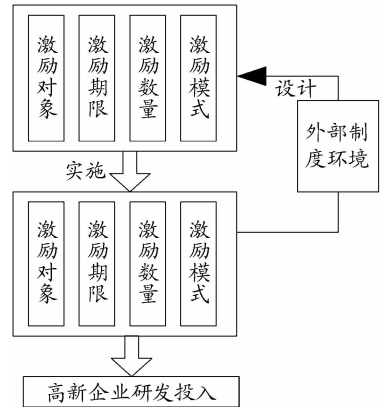 激励对象
激励期限
激励数量
激励模式
设计
外部制
度环境
实施
激励对象
激励期限
激励数量
激励模式
高新企业研发投入